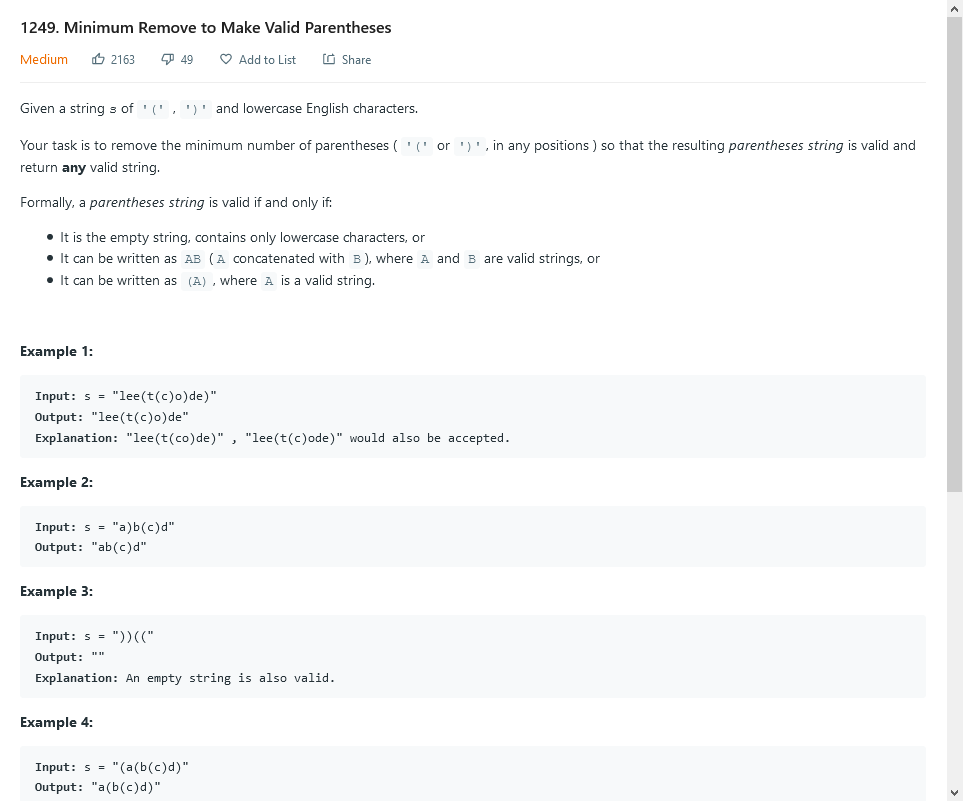 1249. Minimum Remove to Make Valid Parentheses
Medium 2163 49 Add to List Share
Given a string s of '(' , ')' and lowercase English characters.
Your task is to remove the minimum number of parentheses ( '(' or ')', in any positions ) so that the resulting parentheses string is valid and
return any valid string.
Formally, a parentheses string is valid if and only if:
• It is the empty string, contains only lowercase characters, or
• It can be written as AB (A concatenated with B), where A and B are valid strings, or
• It can be written as (A), where A is a valid string.
Example 1:
Input: s = "lee(t(c)o)de)"
Output: "lee(t(c)o)de"
Explanation: "lee(t(co)de)" , "lee(t(c)ode)" would also be accepted.
Example 2:
Input: s = "a)b(c)d"
Output: "ab(c)d"
Example 3:
Input: s = "))(("
Output: ""
Explanation: An empty string is also valid.
Example 4:
Input: s = "(a(b(c)d)"
Output: "a(b(c)d)"